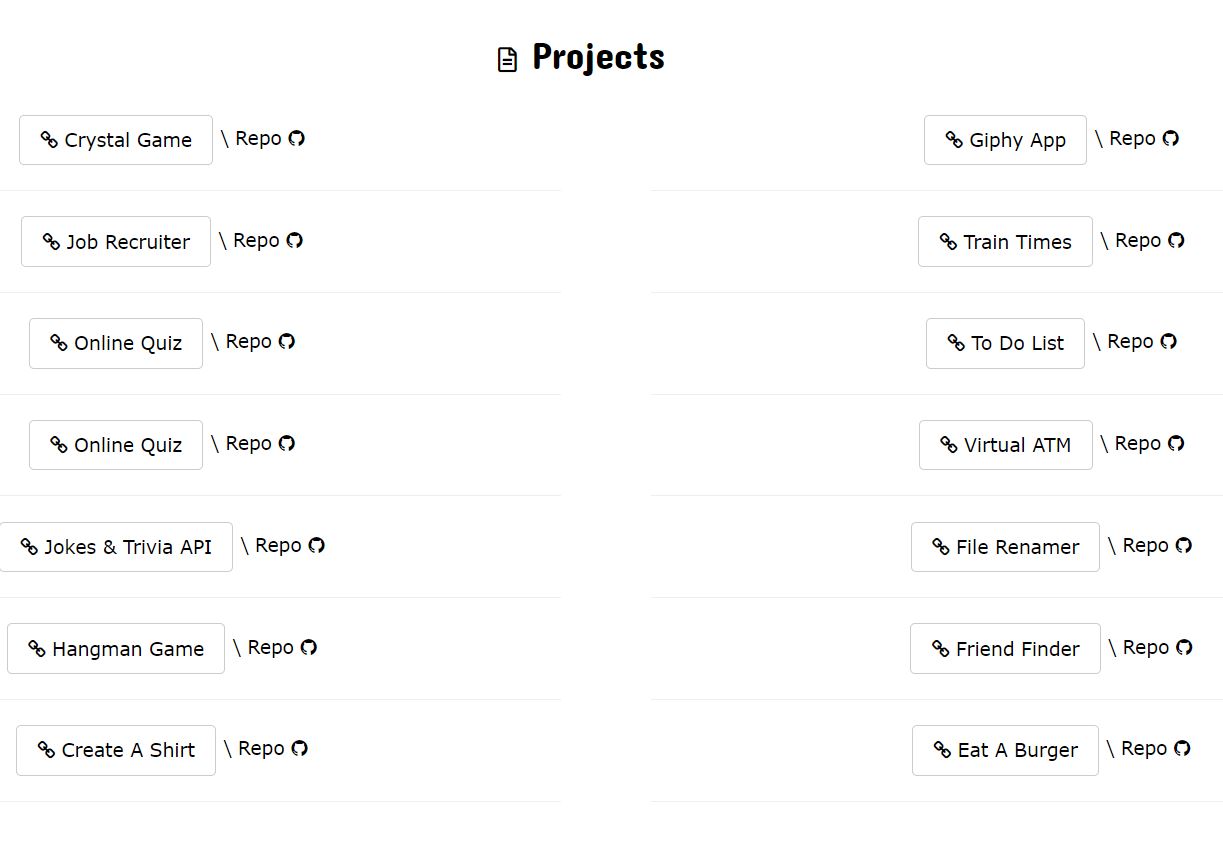 Projects
Crystal Game \ Repo
Giphy App \ Repo
Job Recruiter \ Repo
Train Times \ Repo
Online Quiz \ Repo
To Do List \ Repo
Online Quiz \ Repo
Virtual ATM \ Repo
Jokes & Trivia API \ Repo
File Renamer \ Repo
Hangman Game \ Repo
Friend Finder \ Repo
Create A Shirt \ Repo
Eat A Burger \ Repo